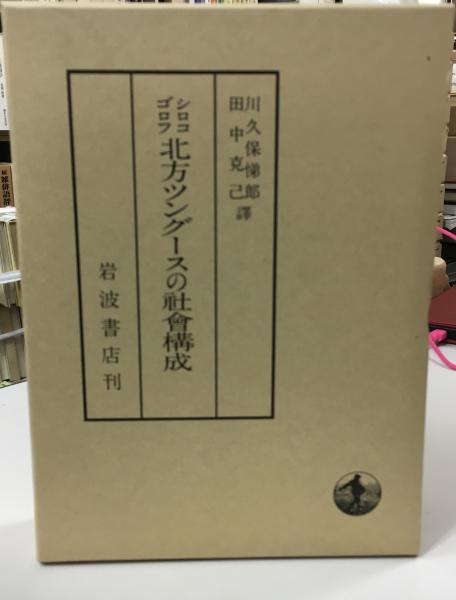 川久保悌郎
田中克己 譯
シロコ
ゴロフ
北方ツングースの社會構成
岩波書店刊